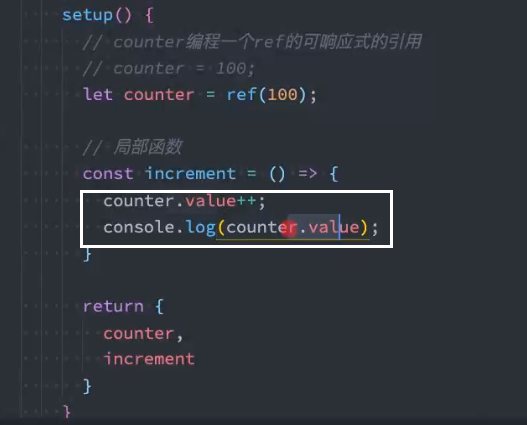 setup() {
// counter编程一个ref的可响应式的引用
// counter = 100;
let counter = ref(100);
// 局部函数
const increment = () => {
counter.value++;
console.log(counter.value);
}
return {
counter,
increment
}
}